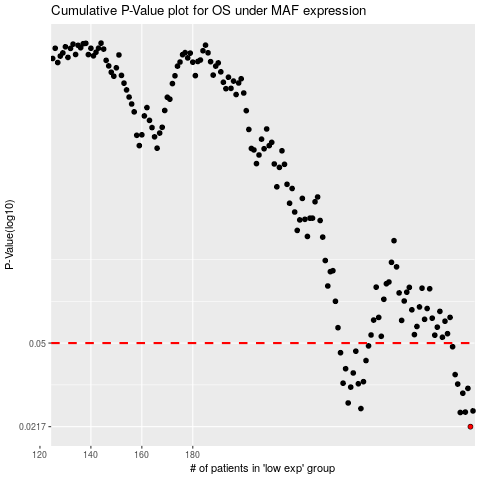 Cumulative P-Value plot for OS under MAF expression
P-Value(log10)
0.05
0.0217
120 140 160 180
# of patients in 'low exp' group